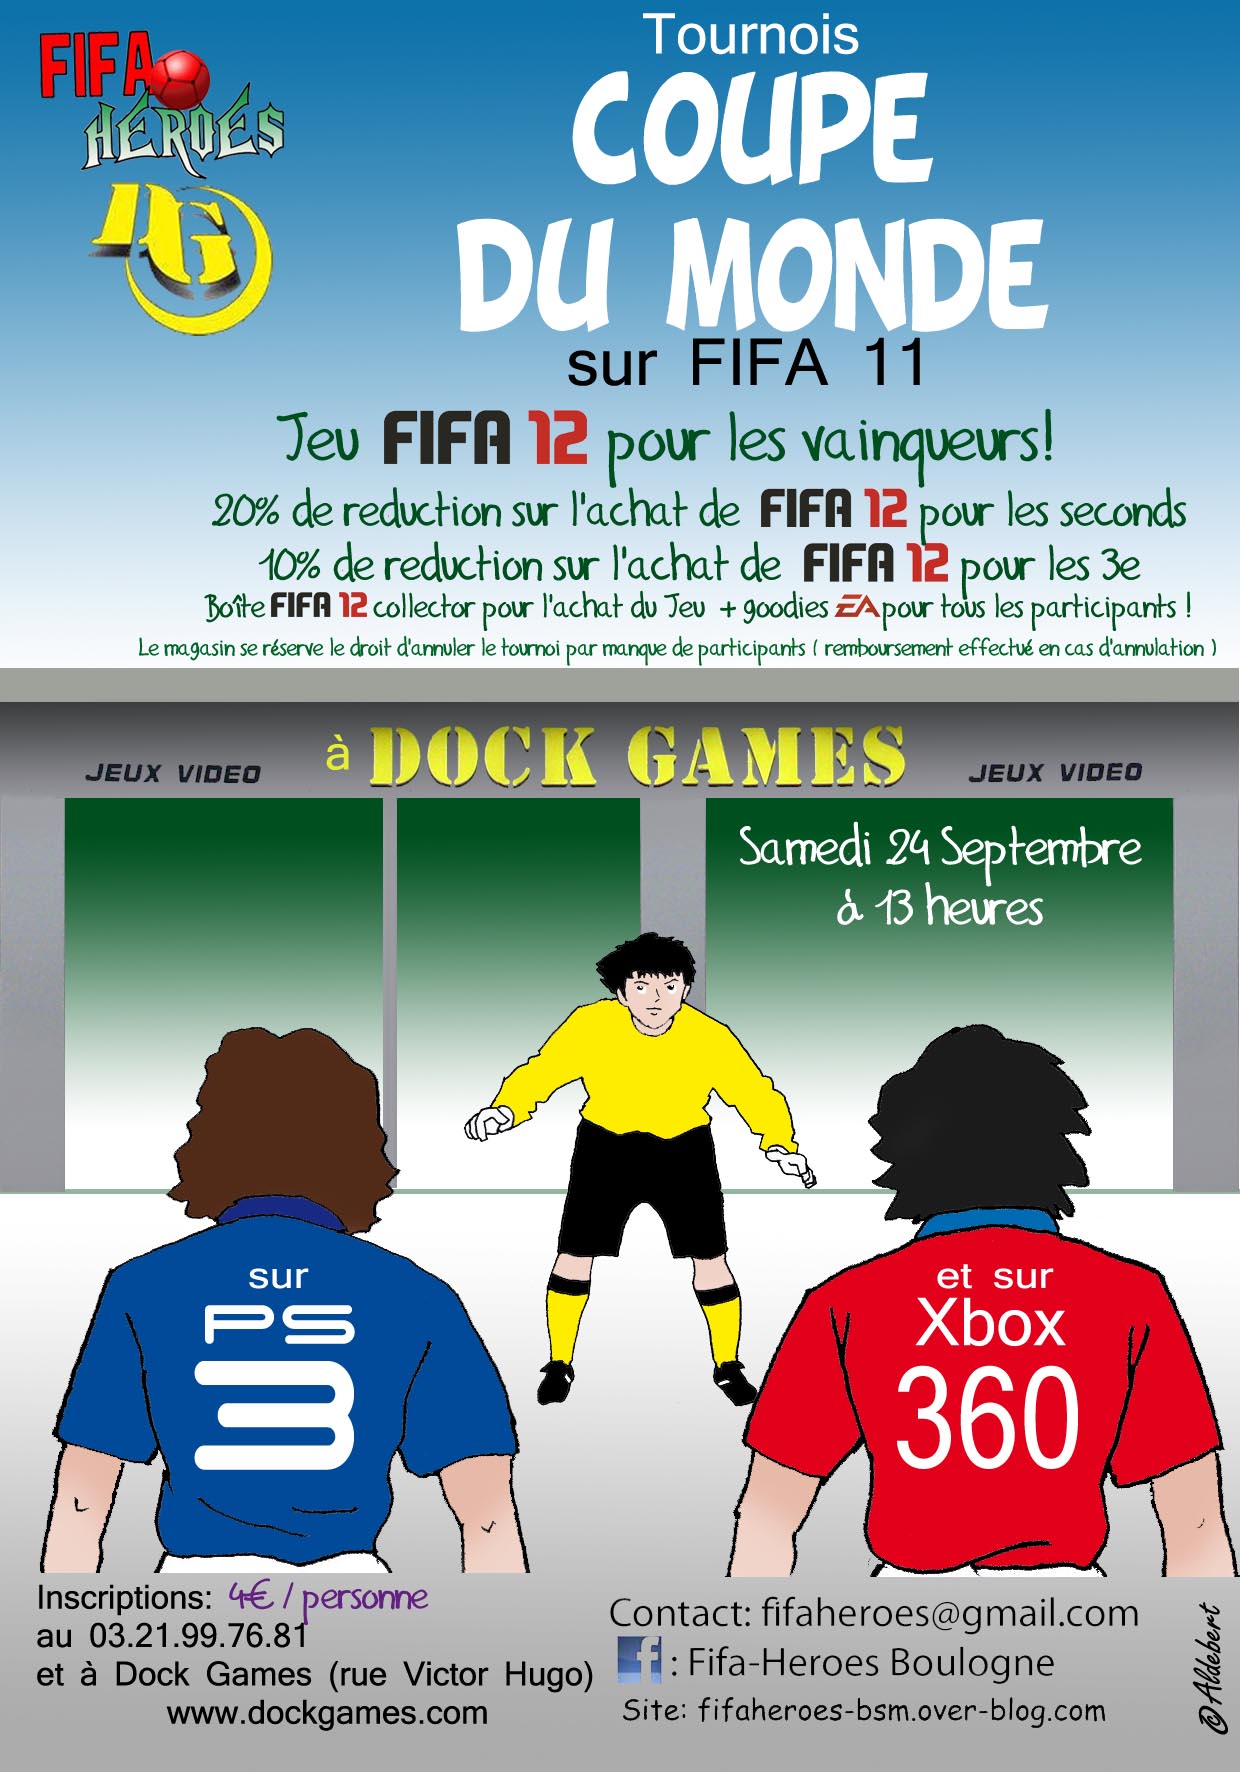 FIFA
HÉROES
DG
Tournois
COUPE
DU MONDE
sur FIFA 11
Jeu FIFA 12 pour les vainqueurs!
20% de reduction sur l'achat de FIFA 12 pour les seconds
10% de reduction sur l'achat de FIFA 12 pour les 3e
Boîte FIFA 12 collector pour l'achat du Jeu + goodies EA pour tous les participants !
Le magasin se réserve le droit d'annuler le tournoi par manque de participants ( remboursement effectué en cas d'annulation )
JEUX VIDEO
à DOCK GAMES
JEUX VIDEO
Samedi 24 Septembre
à 13 heures
sur
PS
3
et sur
Xbox
360
Inscriptions: 4€ / personne
au 03.21.99.76.81
et à Dock Games (rue Victor Hugo)
www.dockgames.com
Contact: fifaheroes@gmail.com
f : Fifa-Heroes Boulogne
Site: fifaheroes-bsm.over-blog.com
© Aldebert